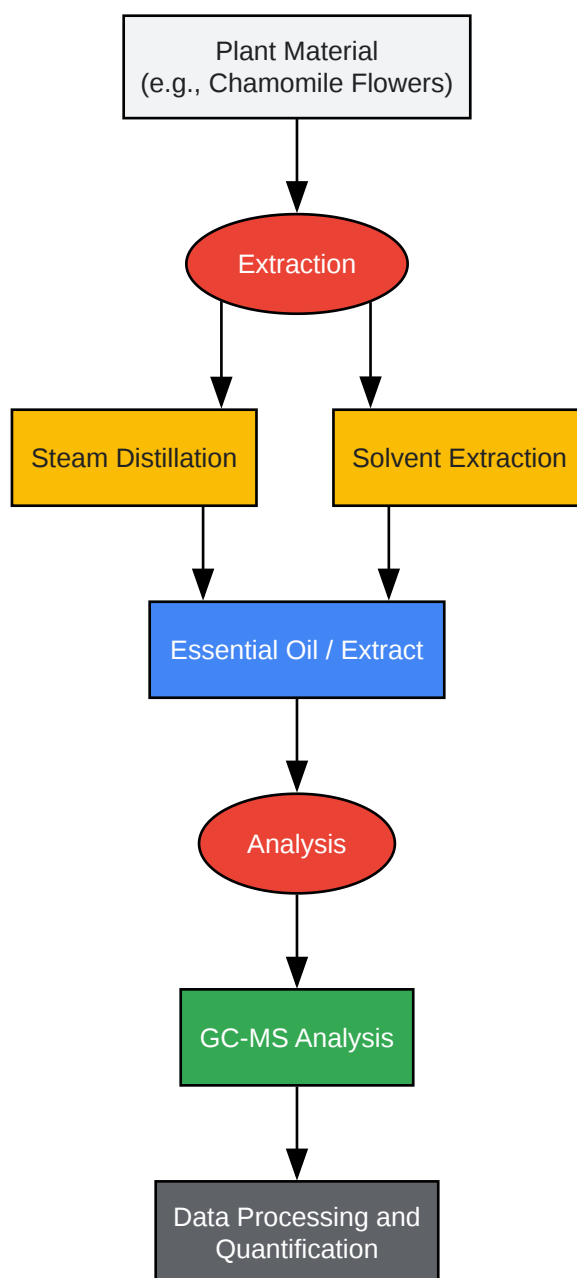 Plant Material
(e.g., Chamomile Flowers)
Extraction
Steam Distillation
Solvent Extraction
Essential Oil / Extract
Analysis
GC-MS Analysis
Data Processing and
Quantification